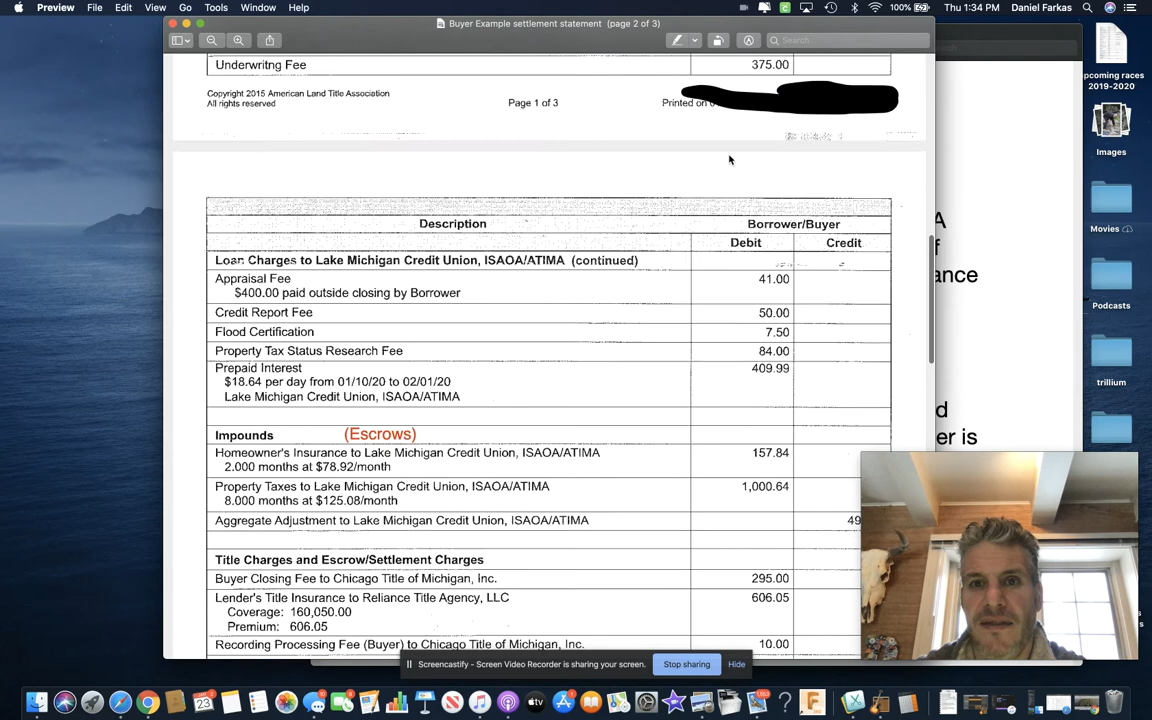 Preview File Edit View Go Tools Window Help
100% Thu 1:34 PM Daniel Farkas
Buyer Example settlement statement (page 2 of 3)
Search
Underwritng Fee 375.00
Copyright 2015 American Land Title Association
All rights reserved
Page 1 of 3
Printed on
Description Borrower/Buyer
Debit Credit
Loan Charges to Lake Michigan Credit Union, ISAOA/ATIMA (continued)
Appraisal Fee 41.00
$400.00 paid outside closing by Borrower
Credit Report Fee 50.00
Flood Certification 7.50
Property Tax Status Research Fee 84.00
Prepaid Interest 409.99
$18.64 per day from 01/10/20 to 02/01/20
Lake Michigan Credit Union, ISAOA/ATIMA
Impounds (Escrows)
Homeowner's Insurance to Lake Michigan Credit Union, ISAOA/ATIMA 157.84
2.000 months at $78.92/month
Property Taxes to Lake Michigan Credit Union, ISAOA/ATIMA 1,000.64
8.000 months at $125.08/month
Aggregate Adjustment to Lake Michigan Credit Union, ISAOA/ATIMA 49
Title Charges and Escrow/Settlement Charges
Buyer Closing Fee to Chicago Title of Michigan, Inc. 295.00
Lender's Title Insurance to Reliance Title Agency, LLC 606.05
Coverage: 160,050.00
Premium: 606.05
Recording Processing Fee (Buyer) to Chicago Title of Michigan, Inc. 10.00
Screencastify - Screen Video Recorder is sharing your screen. Stop sharing Hide
A
f
ance
d
er is
upcoming races
2019-2020
Images
Movies
Podcasts
trillium